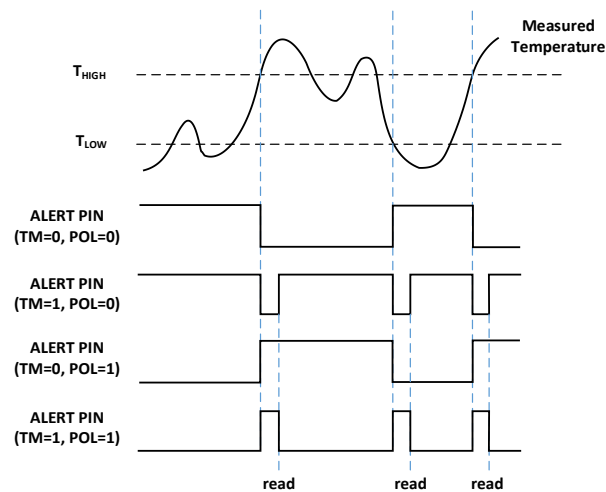 Measured
Temperature
THIGH
TLOW
ALERT PIN
(TM=0, POL=0)
ALERT PIN
(TM=1, POL=0)
ALERT PIN
(TM=0, POL=1)
ALERT PIN
(TM=1, POL=1)
read read read